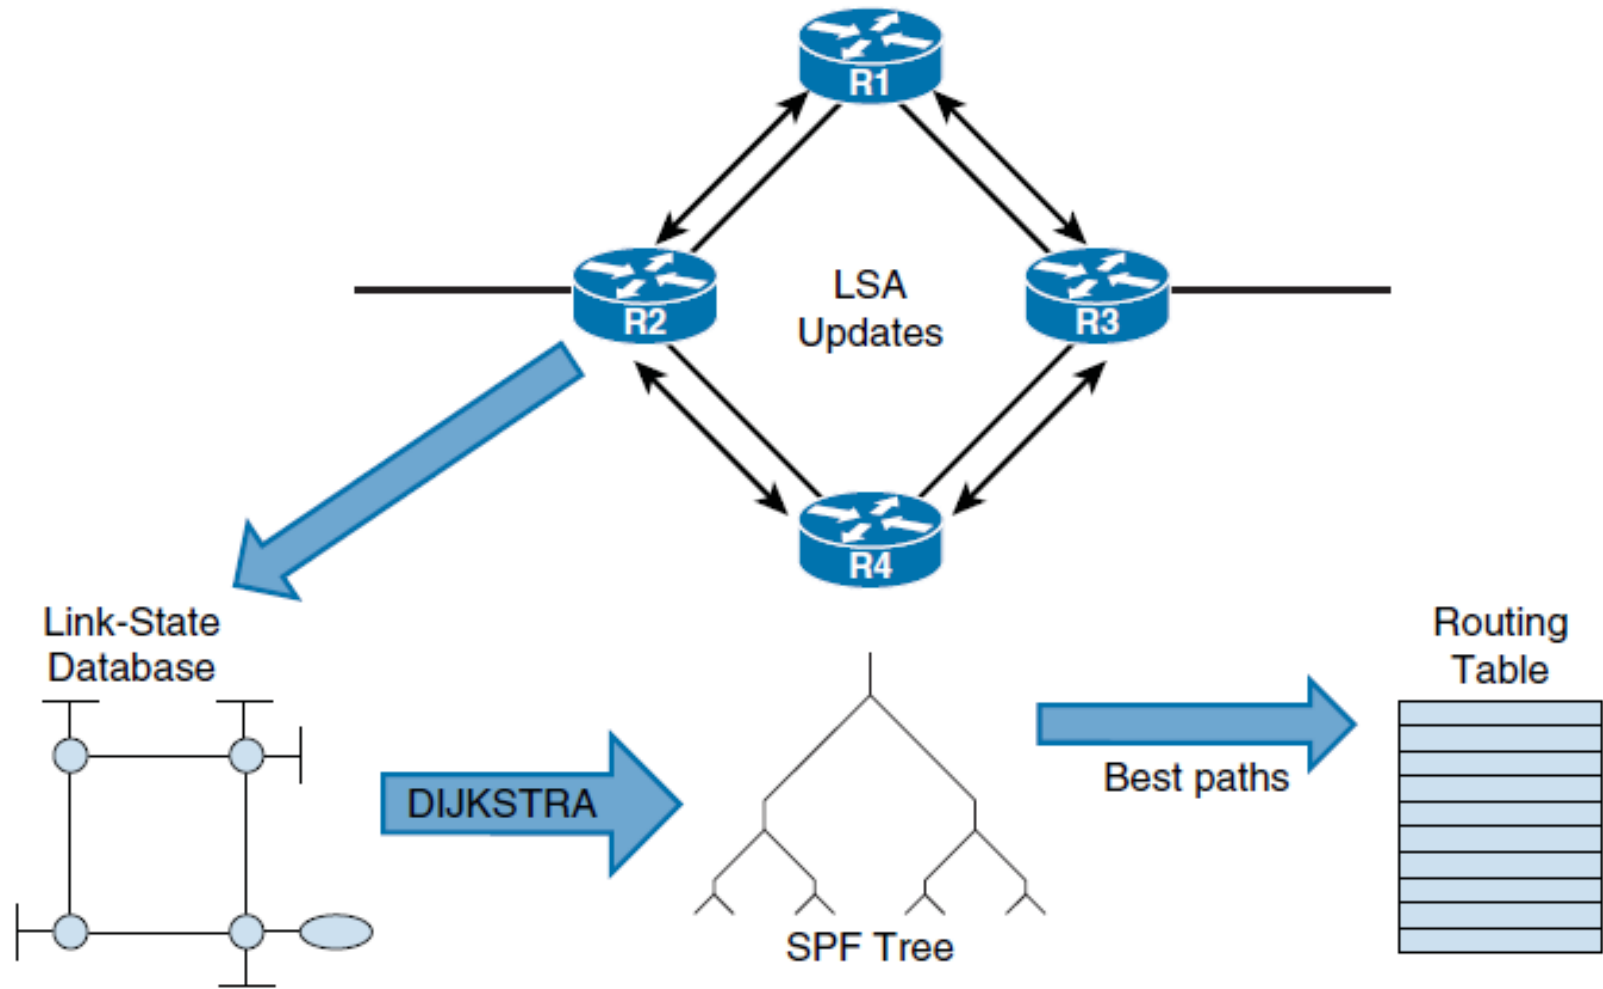 R1
LSA
Updates
R2
R3
R4
Link-State
Database
Routing
Table
DIJKSTRA
Best paths
SPF Tree